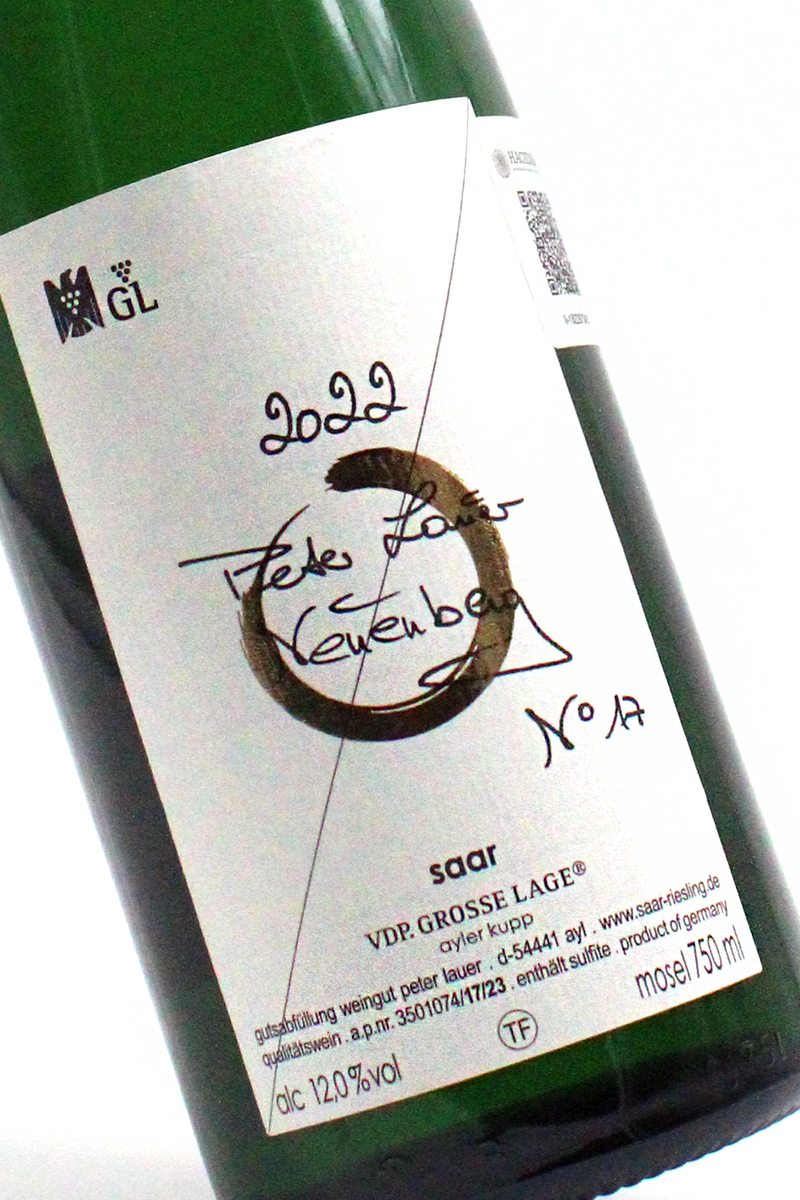 GL
2022
Peter Lauer
Neuenberg
Nº 17
saar
VDP. GROSSE LAGE®
ayler kupp
gutsabfüllung weingut peter lauer . d-54441 ayl . www.saar-riesling.de
qualitätswein . a.p.nr. 3501074/17/23 . enthält sulfite . product of germany
alc 12,0%vol
TF
mosel 750 ml